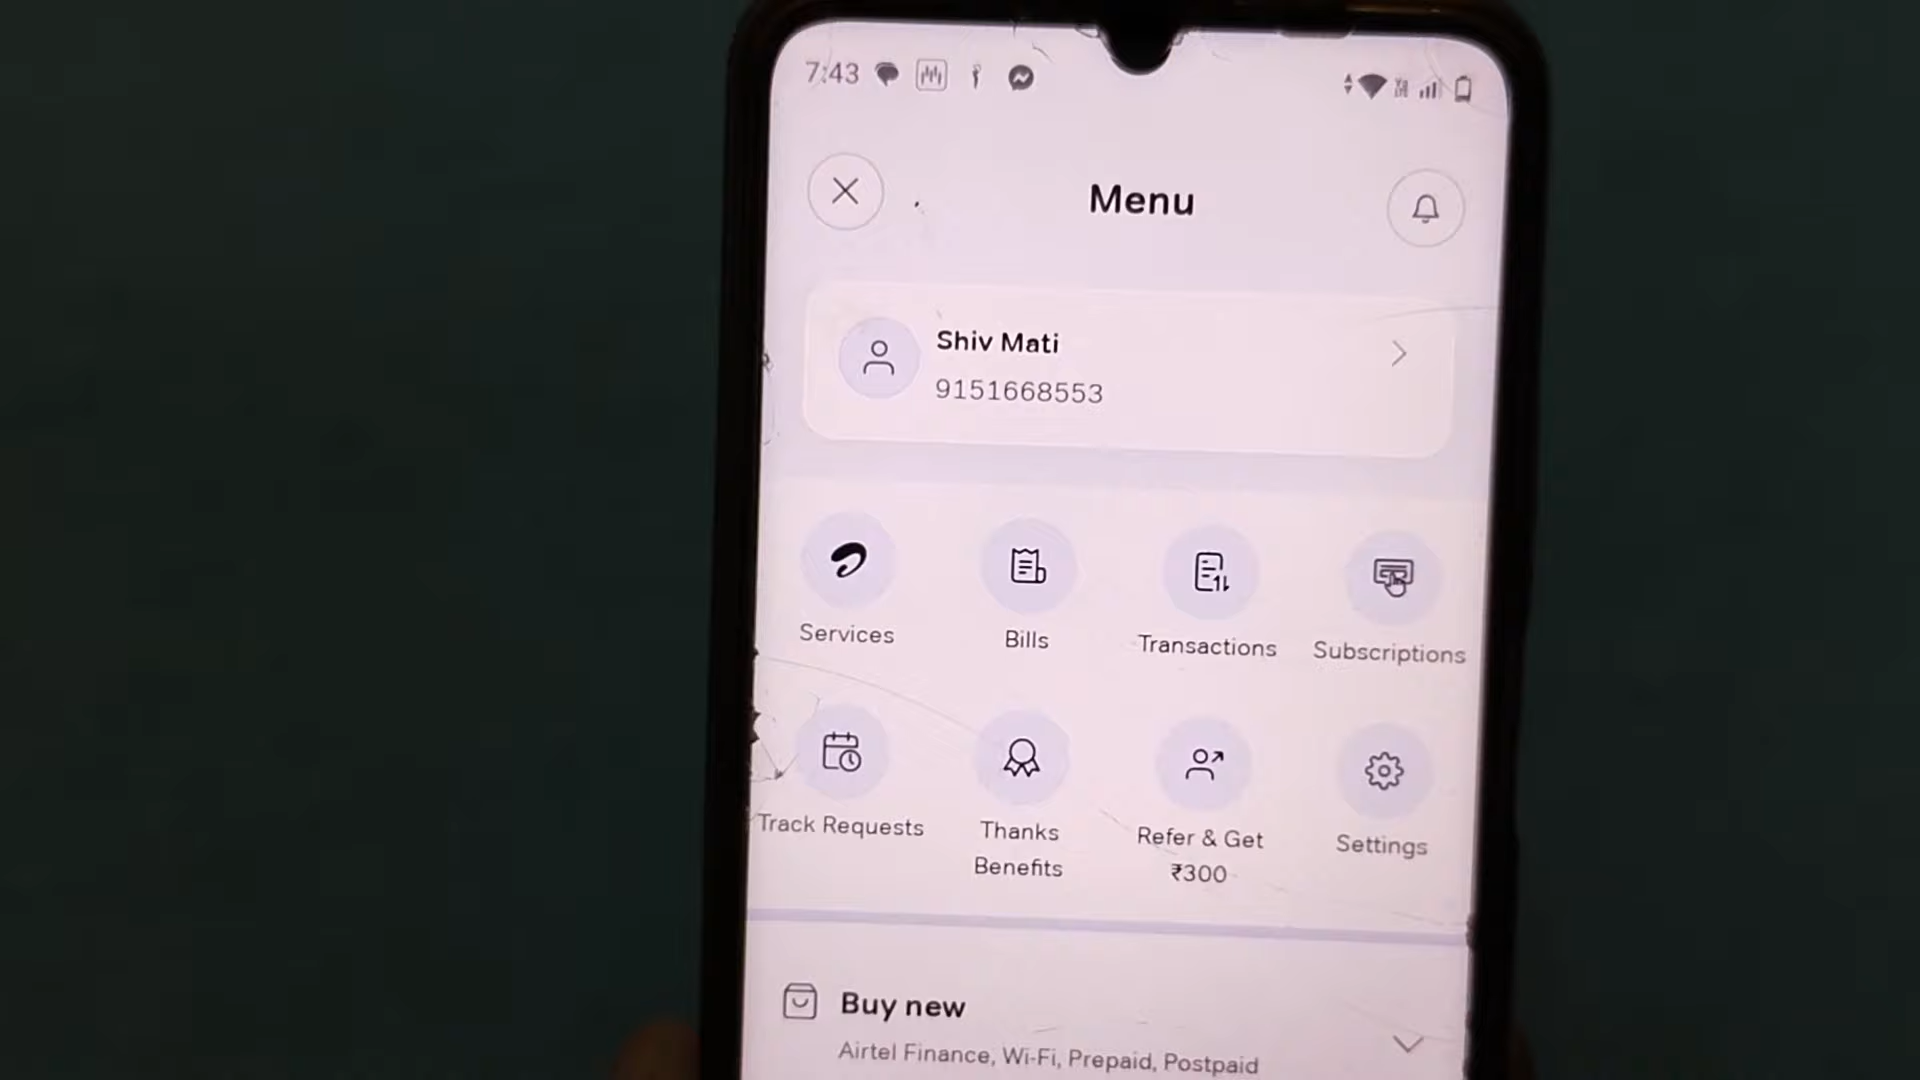 7:43
Menu
Shiv Mati
9151668553
Services
Bills
Transactions
Subscriptions
Track Requests
Thanks
Benefits
Refer & Get
₹300
Settings
Buy new
Airtel Finance, Wi-Fi, Prepaid, Postpaid